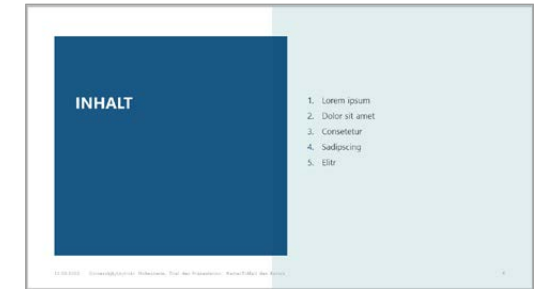 INHALT
1. Lorem ipsum
2. Dolor sit amet
3. Consetetur
4. Sadipscing
5. Elitr